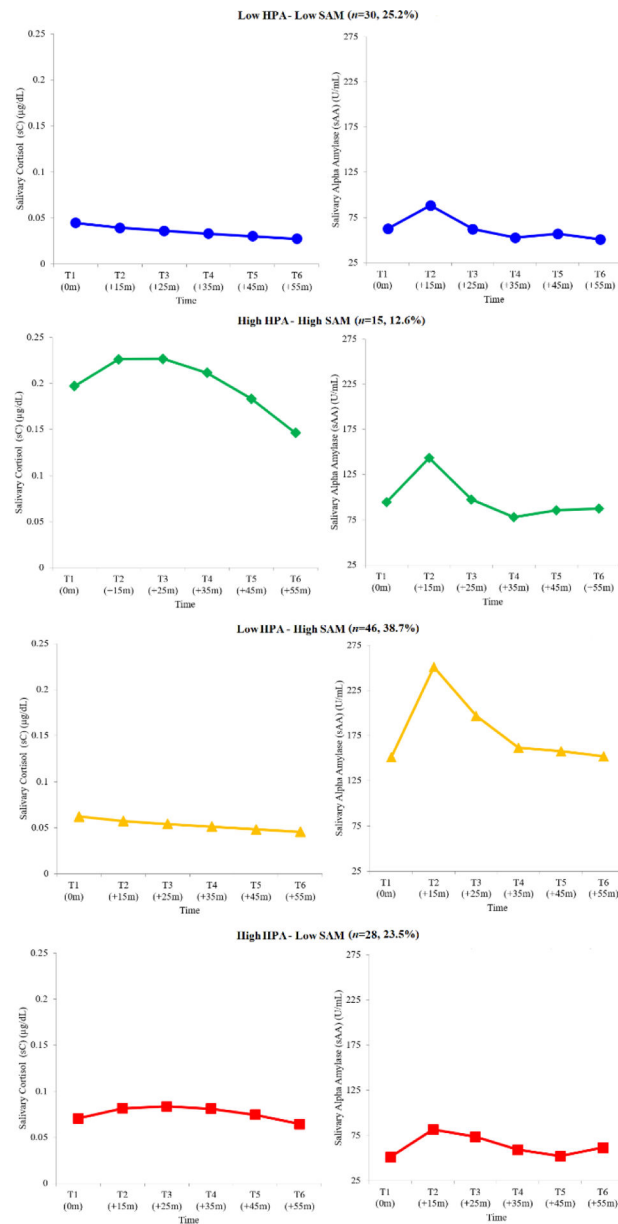 Low HPA - Low SAM (n=30, 25.2%)
Salivary Cortisol (sC) (µg/dL)
0.25
0.2
0.15
0.1
0.05
0
T1 T2 T3 T4 T5 T6
(0m) (+15m) (+25m) (+35m) (+45m) (+55m)
Time
Salivary Alpha Amylase (sAA) (U/mL)
275
225
175
125
75
25
T1 T2 T3 T4 T5 T6
(0m) (+15m) (+25m) (+35m) (+45m) (+55m)
Time
High HPA - High SAM (n=15, 12.6%)
Salivary Cortisol (sC) (µg/dL)
0.25
0.2
0.15
0.1
0.05
0
T1 T2 T3 T4 T5 T6
(0m) (−15m) (−25m) (+35m) (+45m) (+55m)
Time
Salivary Alpha Amylase (sAA) (U/mL)
275
225
175
125
75
25
T1 T2 T3 T4 T5 T6
(0m) (+15m) (+25m) (+35m) (+45m) (−55m)
Time
Low HPA - High SAM (n=46, 38.7%)
Salivary Cortisol (sC) (µg/dL)
0.25
0.2
0.15
0.1
0.05
0
T1 T2 T3 T4 T5 T6
(0m) (+15m) (+25m) (+35m) (+45m) (+55m)
Time
Salivary Alpha Amylase (sAA) (U/mL)
275
225
175
125
75
25
T1 T2 T3 T4 T5 T6
(0m) (+15m) (+25m) (+35m) (+45m) (+55m)
Time
High HPA - Low SAM (n=28, 23.5%)
Salivary Cortisol (sC) (µg/dL)
0.25
0.2
0.15
0.1
0.05
0
T1 T2 T3 T4 T5 T6
(0m) (+15m) (+25m) (+35m) (+45m) (+55m)
Time
Salivary Alpha Amylase (sAA) (U/mL)
275
225
175
125
75
25
T1 T2 T3 T4 T5 T6
(0m) (+15m) (+25m) (+35m) (+45m) (+55m)
Time